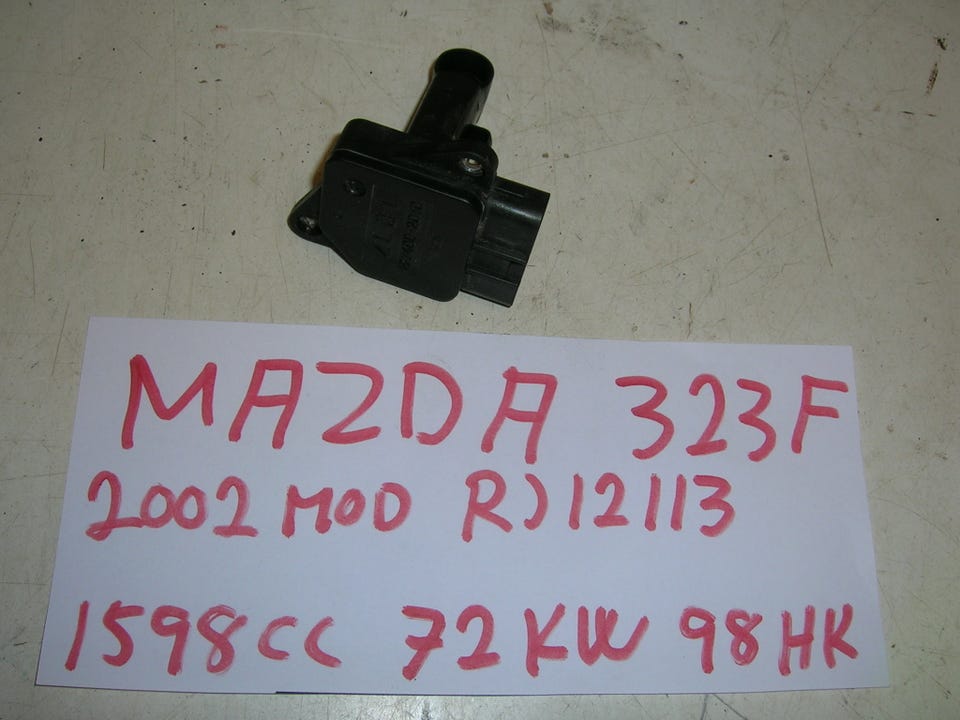 MAZDA 323F
2002 MOD RJ12113
1598CC 72KW 98HK